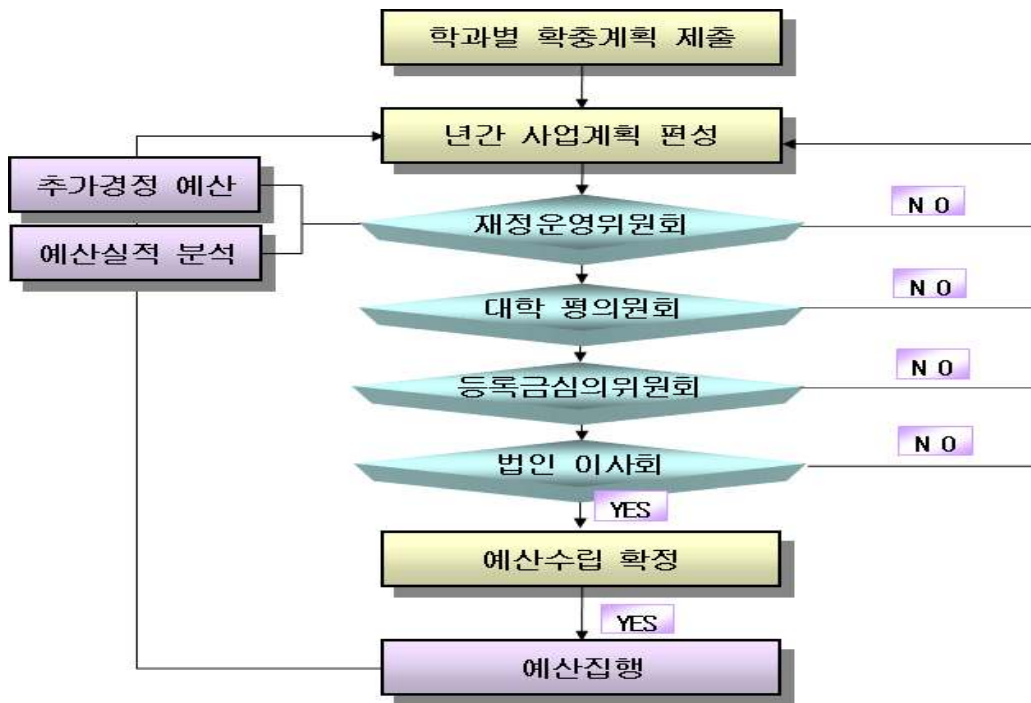 학과별 확충계획 제출
년간 사업계획 편성
추가경정 예산
예산실적 분석
재정운영위원회
N O
대학 평의원회
N O
등록금심의위원회
N O
법인 이사회
N O
YES
예산수립 확정
YES
예산집행